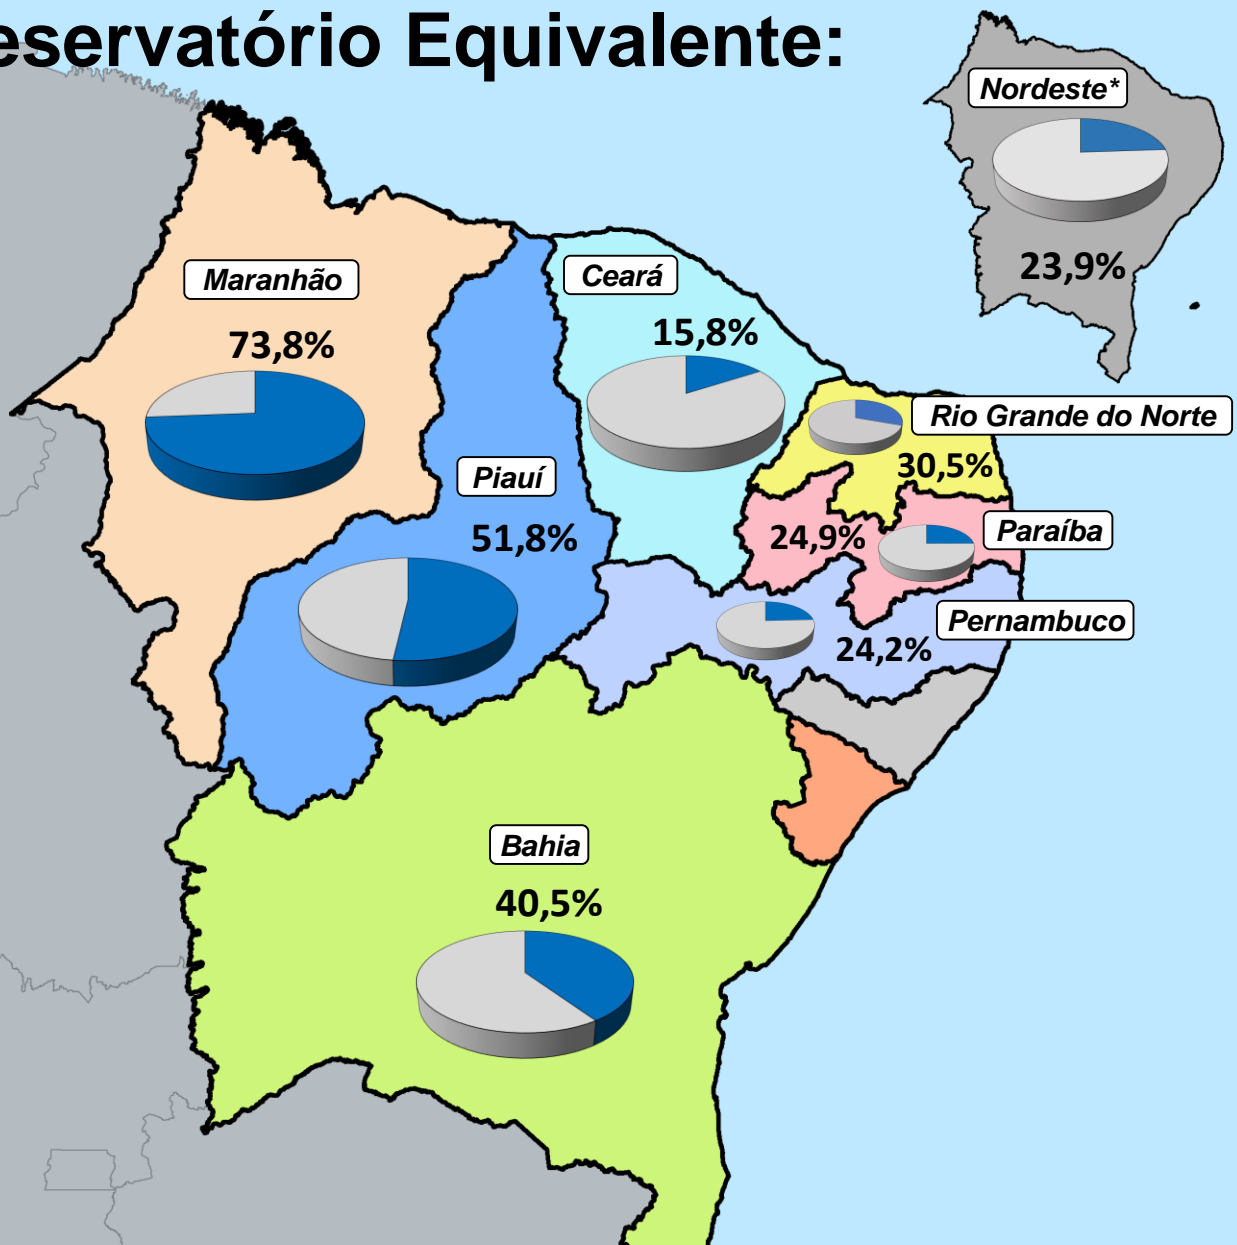 eservatório Equivalente:
Nordeste*
23,9%
Maranhão
73,8%
Ceará
15,8%
Rio Grande do Norte
30,5%
Piauí
51,8%
Paraíba
24,9%
Pernambuco
24,2%
Bahia
40,5%